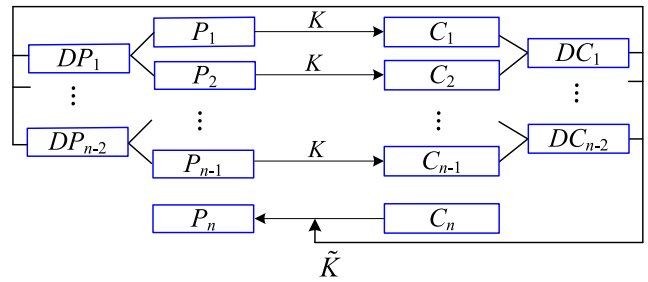 P₁ K C₁
DP₁ DC₁
P₂ K C₂
⋮ ⋮ ⋮ ⋮
DPₙ₋₂ DCₙ₋₂
Pₙ₋₁ K Cₙ₋₁
Pₙ Cₙ
K̃